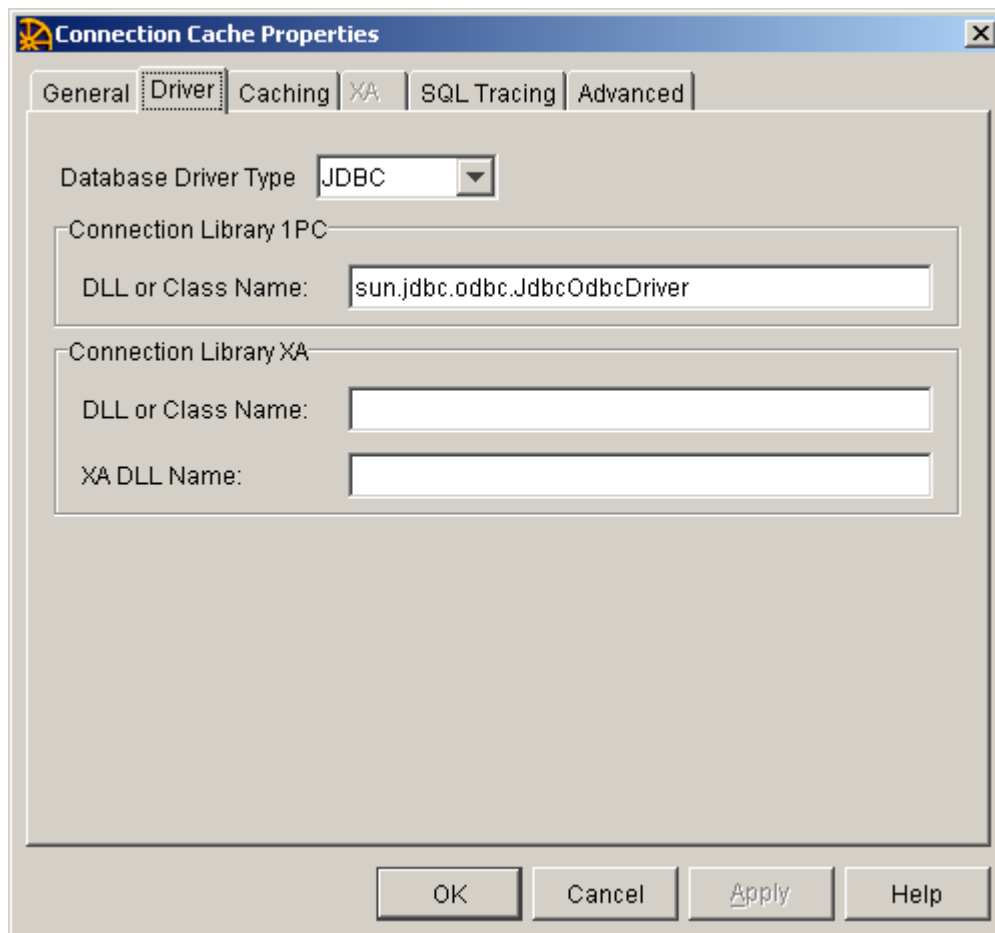 Connection Cache Properties
General Driver Caching XA SQL Tracing Advanced
Database Driver Type JDBC
Connection Library 1PC
DLL or Class Name: sun.jdbc.odbc.JdbcOdbcDriver
Connection Library XA
DLL or Class Name:
XA DLL Name:
OK Cancel Apply Help